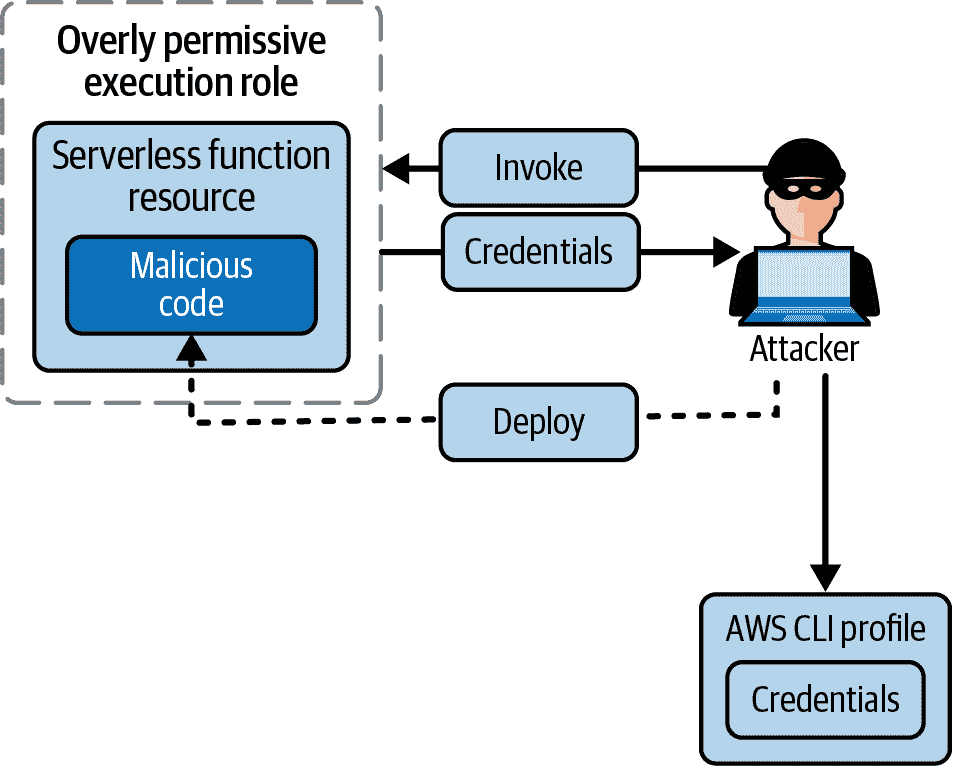 Overly permissive
execution role
Serverless function
resource
Malicious
code
Invoke
Credentials
Attacker
Deploy
AWS CLI profile
Credentials